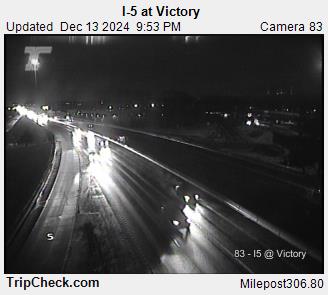 I-5 at Victory
Updated Dec 13 2024 9:53 PM Camera 83
S
83 - I5 @ Victory
TripCheck.com Milepost306.80